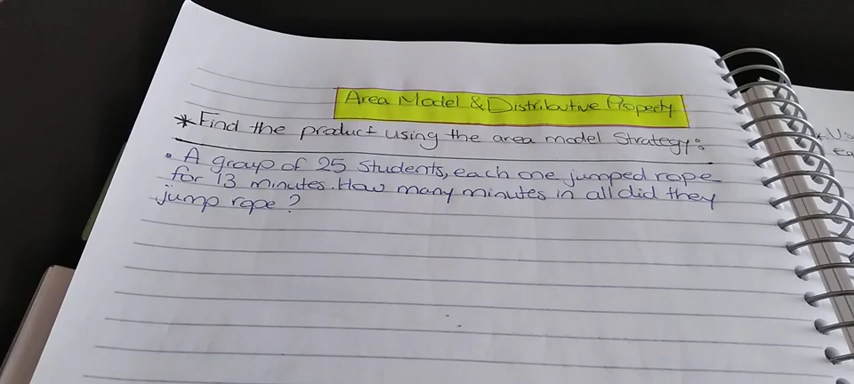 Area Model & Distributive Property
* Find the product using the area model Strategy:
• A group of 25 students, each one jumped rope
for 13 minutes. How many minutes in all did they
jump rope?